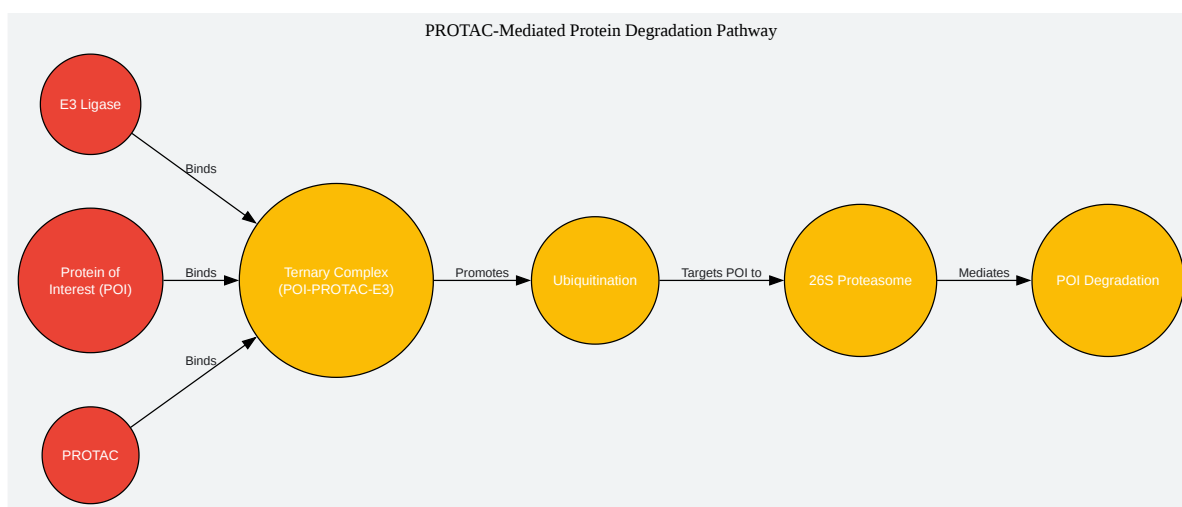 PROTAC-Mediated Protein Degradation Pathway
E3 Ligase
Binds
Protein of
Interest (POI)
Binds
Ternary Complex
(POI-PROTAC-E3)
Promotes
Ubiquitination
Targets POI to
26S Proteasome
Mediates
POI Degradation
Binds
PROTAC